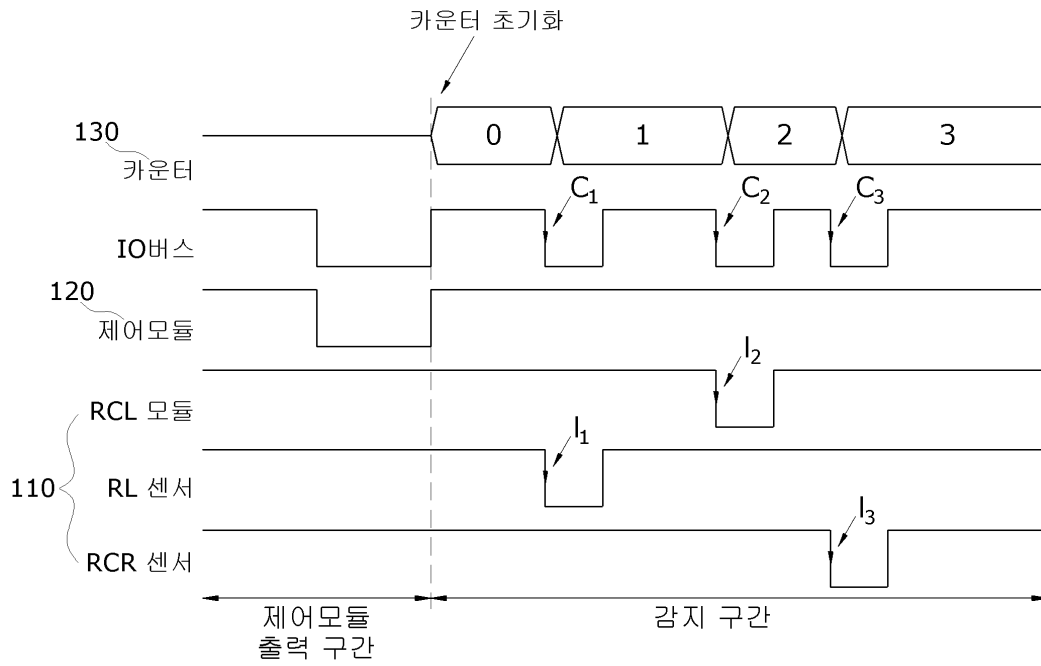 카운터 초기화
130
카운터
0 1 2 3
C1 C2 C3
IO버스
120
제어모듈
I2
RCL 모듈
I1
110
RL 센서
I3
RCR 센서
제어모듈
출력 구간
감지 구간